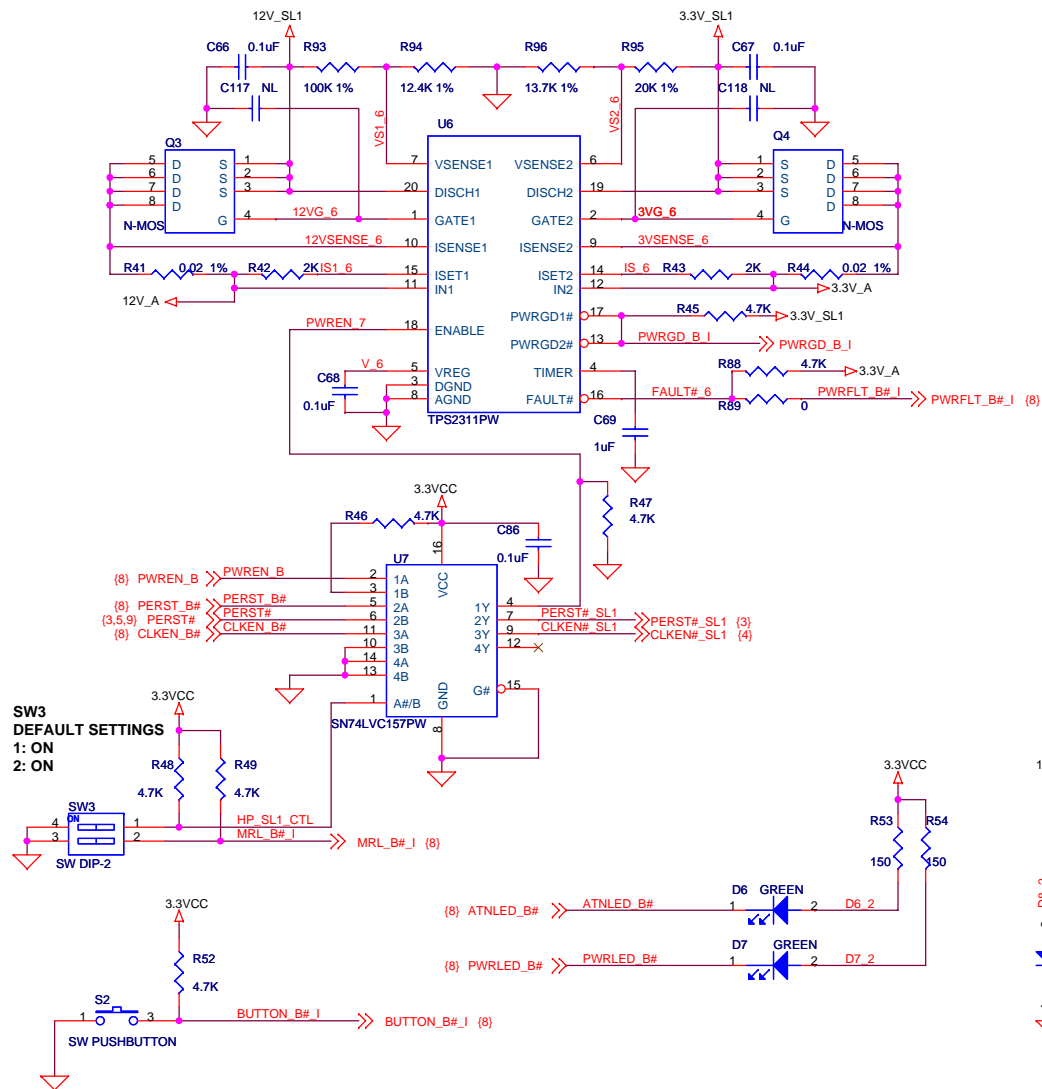 12V_SL1 3.3V_SL1
C66 0.1uF R93 R94 R96 R95 C67 0.1uF
C117 NL 100K 1% 12.4K 1% 13.7K 1% 20K 1% C118 NL
VS1_6 U6 VS2_6
Q3 Q4
5 D S 1 7 VSENSE1 VSENSE2 6 1 S D 5
6 D S 2 2 S D 6
7 D S 3 20 DISCH1 DISCH2 19 3 S D 7
8 D D 8
G 4 12VG_6 1 GATE1 GATE2 2 3VG_6 4 G
N-MOS N-MOS
12VSENSE_6 10 ISENSE1 ISENSE2 9 3VSENSE_6
R41 0.02 1% R42 2K IS1_6 15 ISET1 ISET2 14 IS_6 R43 2K R44 0.02 1%
12V_A 11 IN1 IN2 12 3.3V_A
PWRGD1# 17 R45 4.7K 3.3V_SL1
PWREN_7 18 ENABLE
PWRGD2# 13 PWRGD_B_I PWRGD_B_I
V_6 5 VREG TIMER 4 R88 4.7K 3.3V_A
C68 3 DGND
0.1uF 8 AGND FAULT# 16 FAULT#_6 R89 0 PWRFLT_B#_I PWRFLT_B#_I {8}
TPS2311PW C69
1uF
3.3VCC
R46 4.7K R47
4.7K
C86
16 0.1uF
U7
{8} PWREN_B PWREN_B 2 1A VCC
3 1B
{8} PERST_B# PERST_B# 5 2A 1Y 4
{3,5,9} PERST# PERST# 6 2B 2Y 7 PERST#_SL1 PERST#_SL1 {3}
{8} CLKEN_B# CLKEN_B# 11 3A 3Y 9 CLKEN#_SL1 CLKEN#_SL1 {4}
10 3B 4Y 12
14 4A
13 4B
G# 15
1 A#/B GND
8
SN74LVC157PW
SW3
DEFAULT SETTINGS
1: ON
2: ON
3.3VCC
R48 R49
4.7K 4.7K
SW3
ON
4 1 HP_SL1_CTL
3 2 MRL_B#_I MRL_B#_I {8}
SW DIP-2
3.3VCC
R53 R54
150 150
D6 GREEN
{8} ATNLED_B# ATNLED_B# 1 2 D6_2
D7 GREEN
{8} PWRLED_B# PWRLED_B# 1 2 D7_2
3.3VCC
R52
4.7K
S2
1 3 BUTTON_B#_I BUTTON_B#_I {8}
SW PUSHBUTTON
1